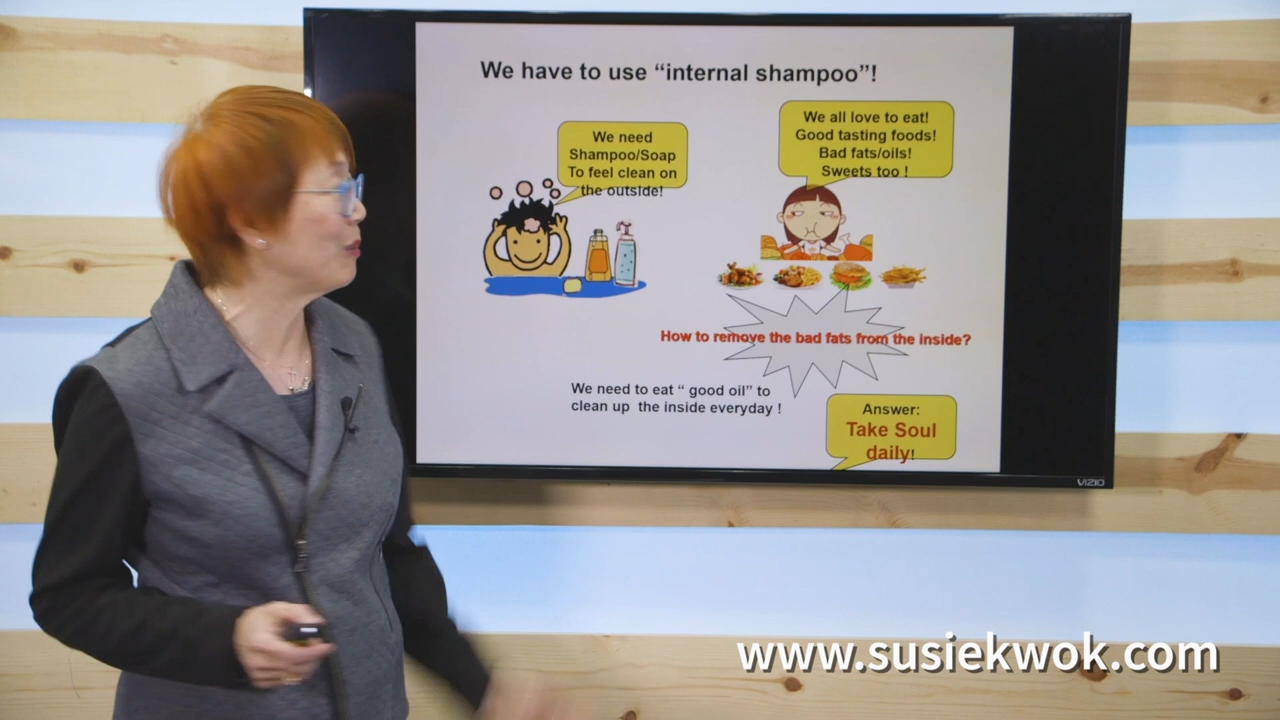 We have to use “internal shampoo”!
We need
Shampoo/Soap
To feel clean on
the outside!
We all love to eat!
Good tasting foods!
Bad fats/oils!
Sweets too !
How to remove the bad fats from the inside?
We need to eat “ good oil” to
clean up  the inside everyday !
Answer:
Take Soul
daily!
VIZIO
www.susiekwok.com